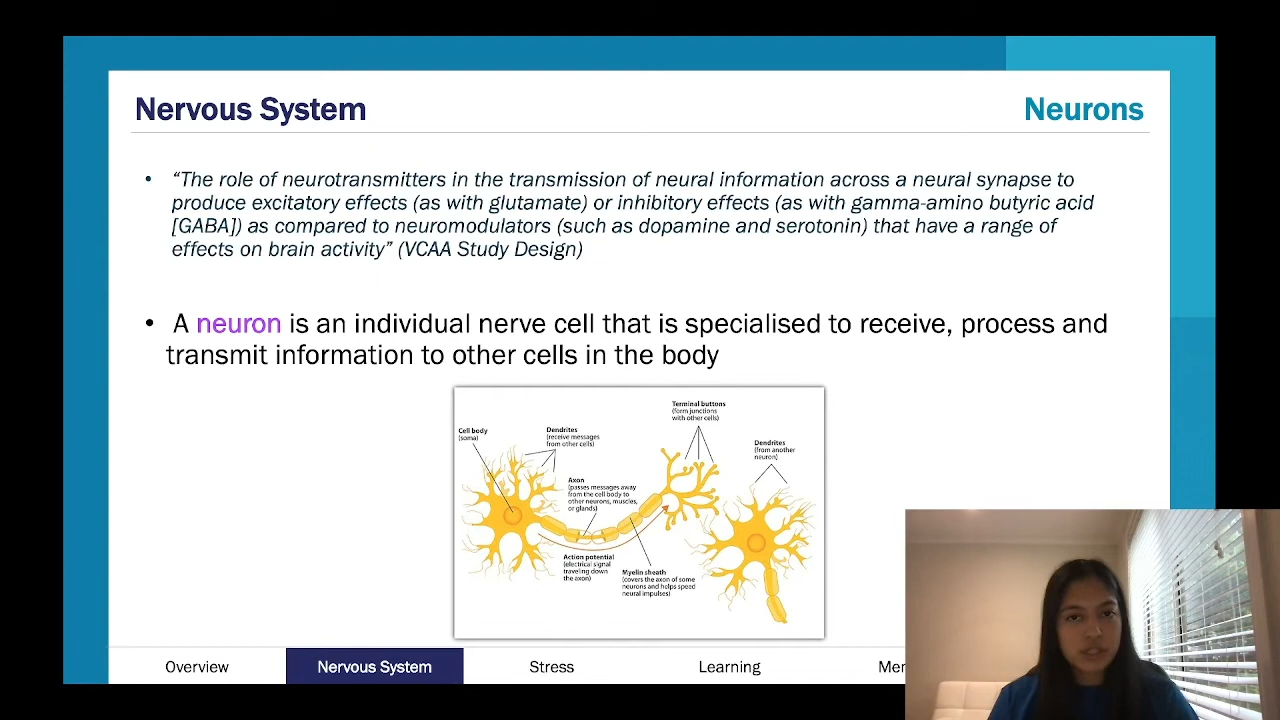 Nervous System
Neurons
• “The role of neurotransmitters in the transmission of neural information across a neural synapse to
produce excitatory effects (as with glutamate) or inhibitory effects (as with gamma-amino butyric acid
[GABA]) as compared to neuromodulators (such as dopamine and serotonin) that have a range of
effects on brain activity” (VCAA Study Design)
• A neuron is an individual nerve cell that is specialised to receive, process and
transmit information to other cells in the body
Terminal buttons
(form junctions
with other cells)
Cell body
(soma)
Dendrites
(receive messages
from other cells)
Dendrites
(from another
neuron)
Axon
(passes messages away
from the cell body to
other neurons, muscles,
or glands)
Action potential
(electrical signal
traveling down
the axon)
Myelin sheath
(covers the axon of some
neurons and helps speed
neural impulses)
Overview
Nervous System
Stress
Learning